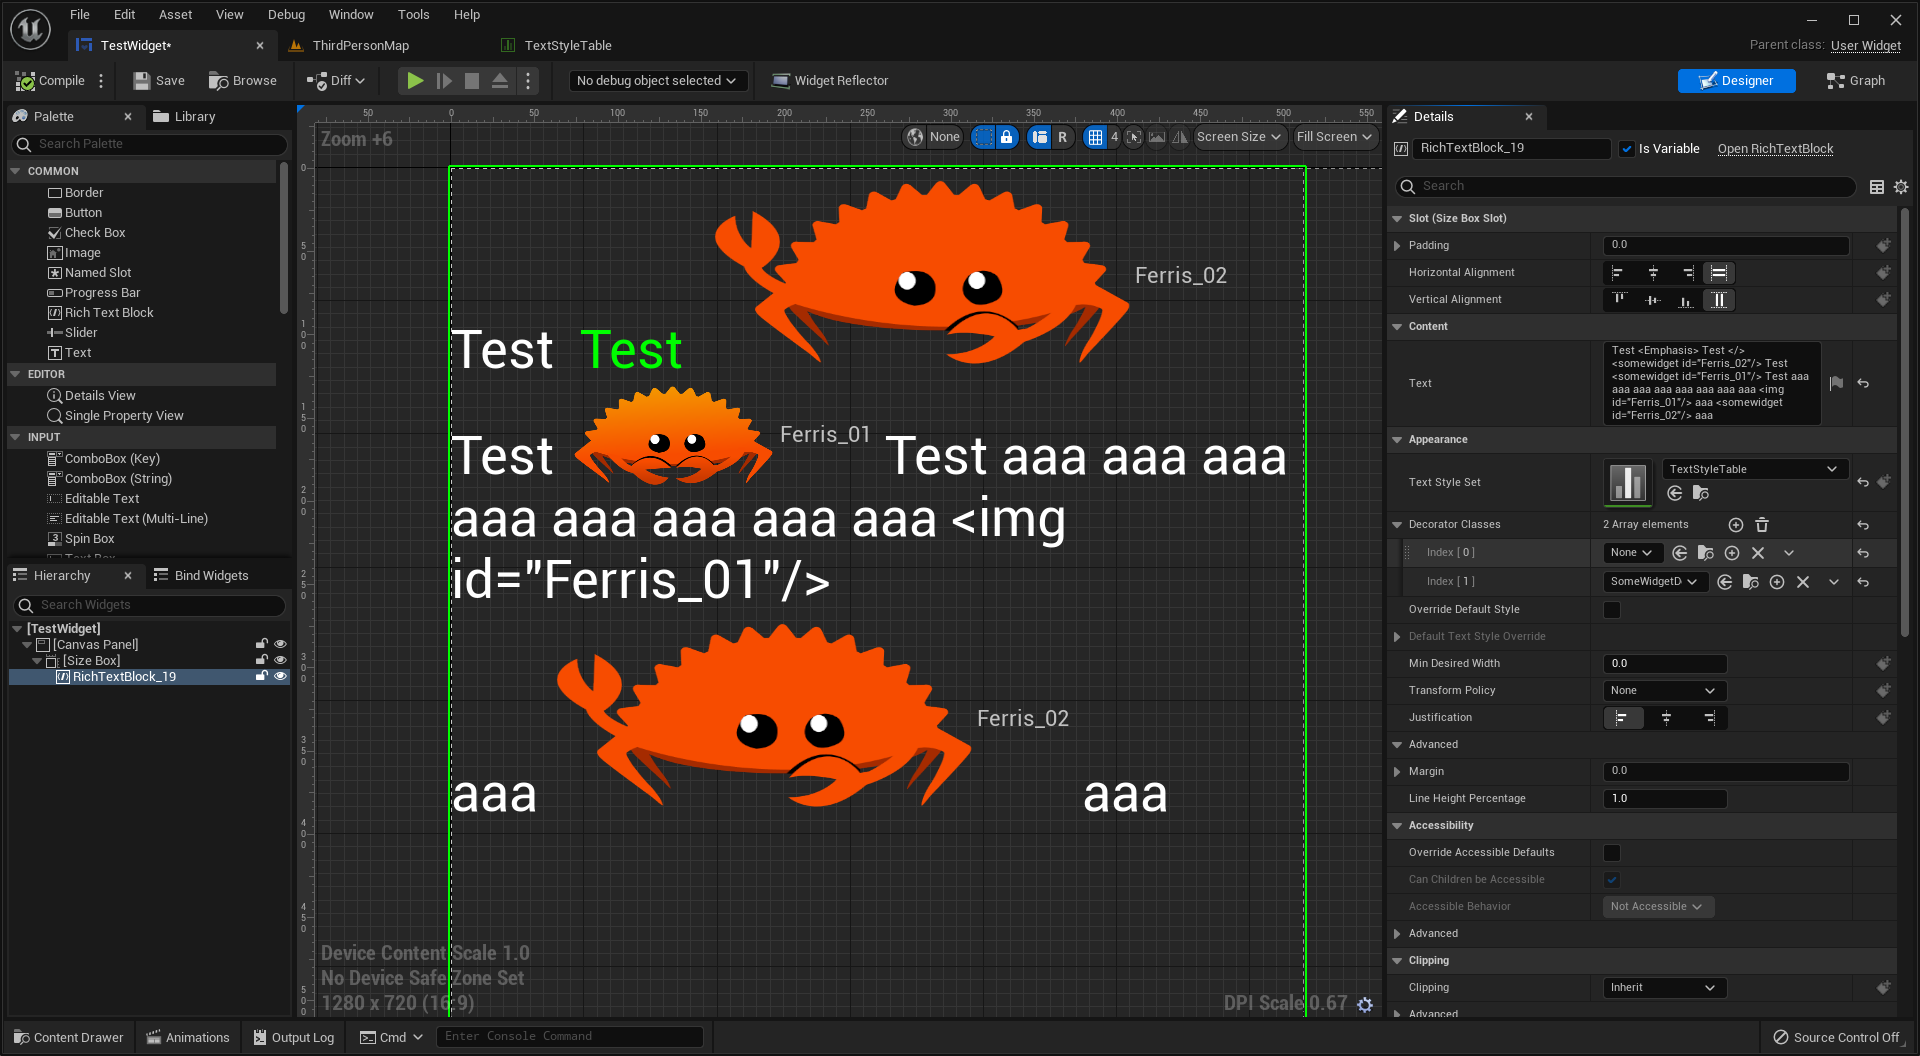 File Edit Asset View Debug Window Tools Help
TestWidget* ThirdPersonMap TextStyleTable
Parent class: User Widget
Compile Save Browse Diff No debug object selected Widget Reflector Designer Graph
Palette Library
Search Palette
COMMON
Border
Button
Check Box
Image
Named Slot
Progress Bar
Rich Text Block
Slider
Text
EDITOR
Details View
Single Property View
INPUT
ComboBox (Key)
ComboBox (String)
Editable Text
Editable Text (Multi-Line)
Spin Box
Text Box
Hierarchy Bind Widgets
Search Widgets
[TestWidget]
[Canvas Panel]
[Size Box]
RichTextBlock_19
50 0 50 100 150 200 250 300 350 400 450 500 550
Zoom +6
None R 4 Screen Size Fill Screen
0
50
100
150
200
250
300
350
400
450
500
Ferris_02
Test Test
Test Ferris_01 Test aaa aaa aaa
aaa aaa aaa aaa aaa <img
id="Ferris_01"/>
Ferris_02
aaa aaa
Device Content Scale 1.0
No Device Safe Zone Set
1280 x 720 (16:9)
DPI Scale 0.67
Details
RichTextBlock_19 Is Variable Open RichTextBlock
Search
Slot (Size Box Slot)
Padding 0.0
Horizontal Alignment
Vertical Alignment
Content
Text
Test <Emphasis> Test </>
<somewidget id="Ferris_02"/> Test
<somewidget id="Ferris_01"/> Test aaa
aaa aaa aaa aaa aaa aaa aaa <img
id="Ferris_01"/> aaa <somewidget
id="Ferris_02"/> aaa
Appearance
Text Style Set TextStyleTable
Decorator Classes 2 Array elements
Index [ 0 ] None
Index [ 1 ] SomeWidgetD
Override Default Style
Default Text Style Override
Min Desired Width 0.0
Transform Policy None
Justification
Advanced
Margin 0.0
Line Height Percentage 1.0
Accessibility
Override Accessible Defaults
Can Children be Accessible
Accessible Behavior Not Accessible
Advanced
Clipping
Clipping Inherit
Advanced
Content Drawer Animations Output Log Cmd Enter Console Command Source Control Off